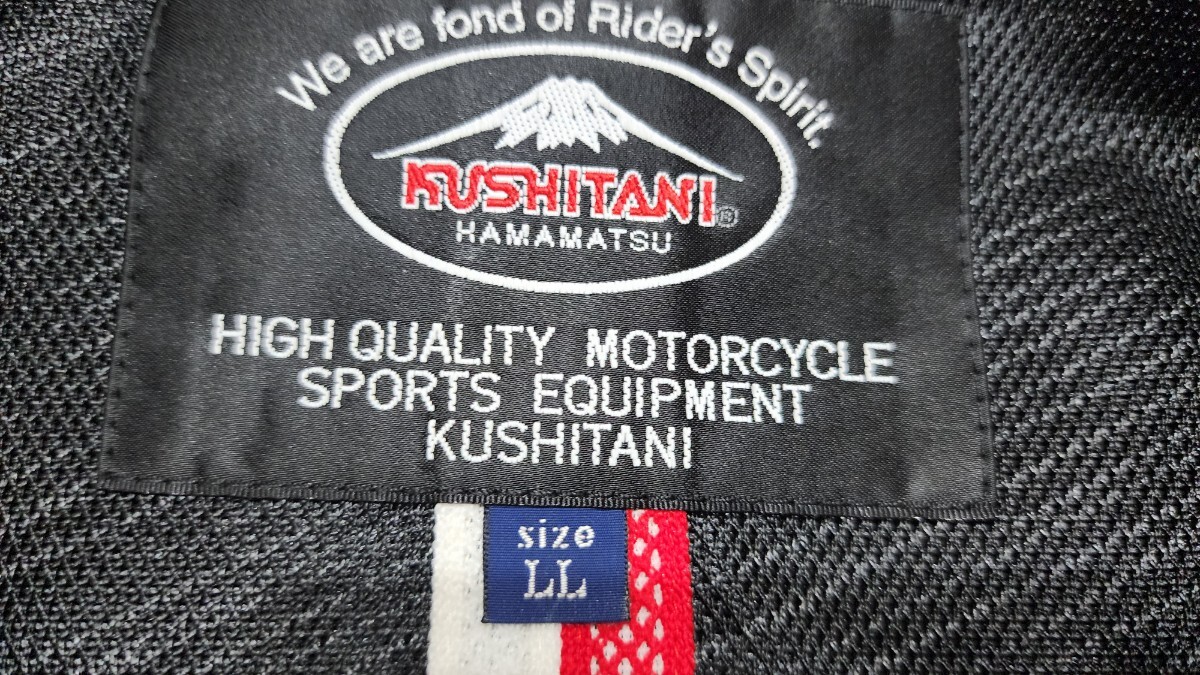 We are fond of Rider's Spirit.
KUSHITANI®
HAMAMATSU
HIGH QUALITY MOTORCYCLE
SPORTS EQUIPMENT
KUSHITANI
size
LL